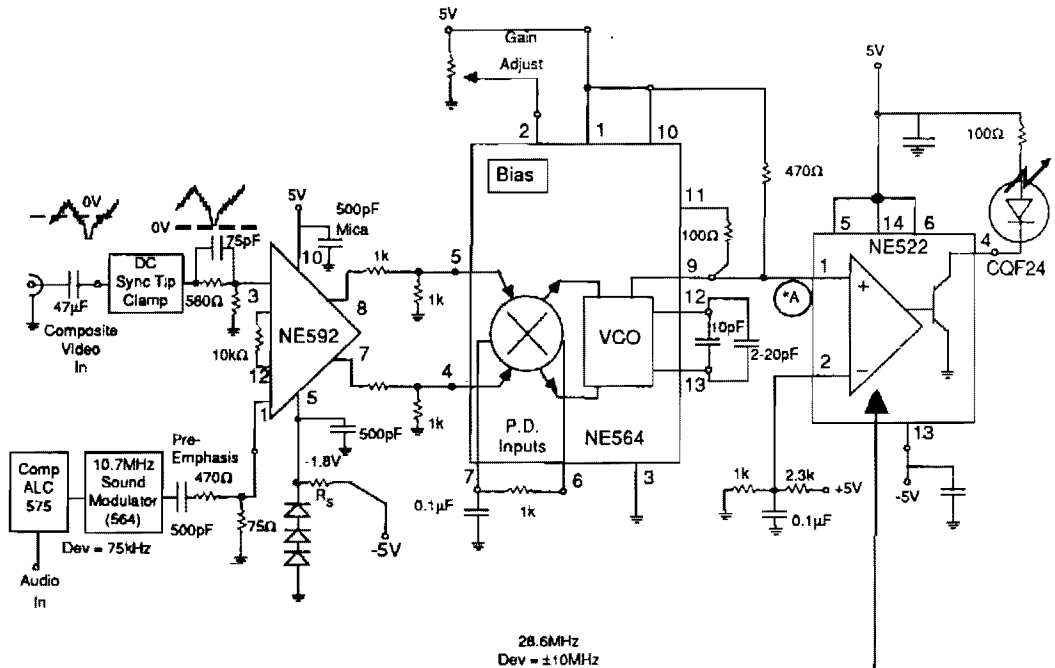 5V
Gain
Adjust
5V
2
1
10
100Ω
Bias
470Ω
11
0V
5V
500pF
Mica
0V
75pF
100Ω
5
14
6
NE522
4
CQF24
10
1k
5
9
1
+
*A
DC
Sync Tip
Clamp
560Ω
3
8
1k
12
47µF
NE592
VCO
10pF
2-20pF
Composite
Video
In
10kΩ
7
4
2
−
12
5
13
1
1k
P.D.
Inputs
NE564
13
500pF
Pre-
Emphasis
-1.8V
7
6
3
-5V
Comp
ALC
575
10.7MHz
Sound
Modulator
(564)
470Ω
RS
0.1µF
1k
1k
2.3k
+5V
500pF
75Ω
0.1µF
Dev = 75kHz
-5V
Audio
In
28.6MHz
Dev = ±10MHz